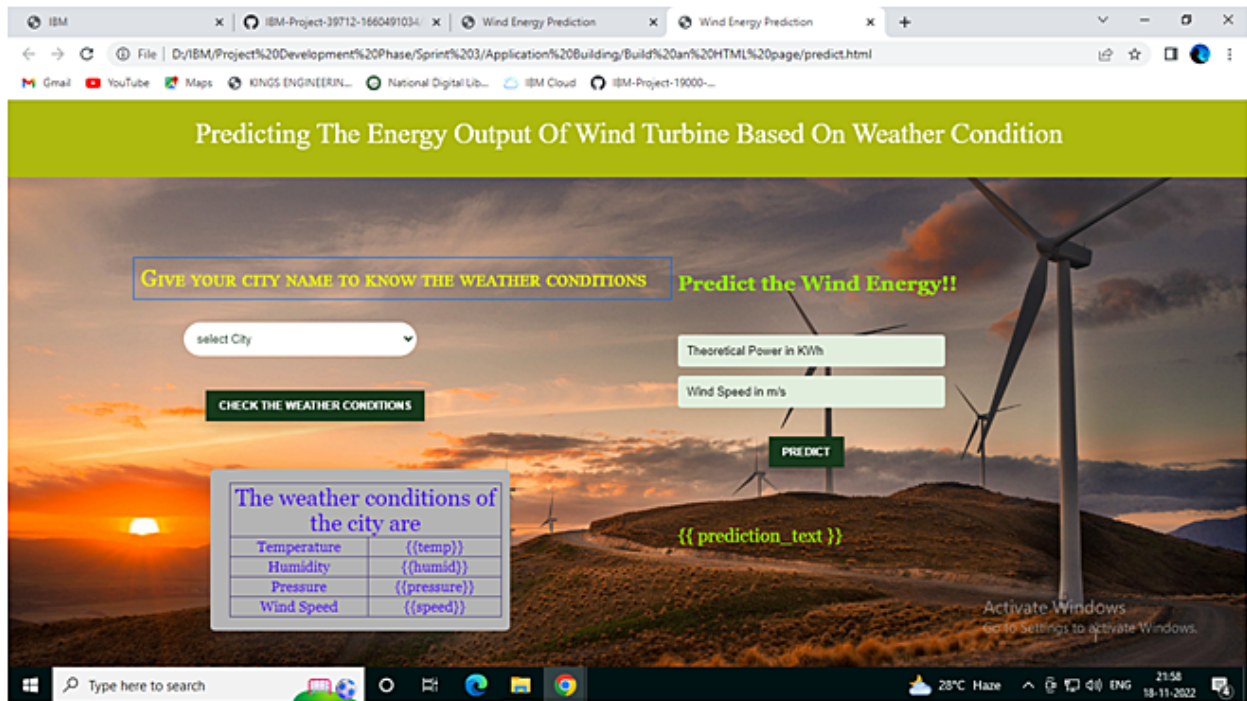 IBM
IBM-Project-39712-1660491034/
Wind Energy Prediction
Wind Energy Prediction
File | D:/IBM/Project%20Development%20Phase/Sprint%203/Application%20Building/Build%20an%20HTML%20page/predict.html
Gmail YouTube Maps KINGS ENGINEERIN... National Digital Lib... IBM Cloud IBM-Project-19000-...
Predicting The Energy Output Of Wind Turbine Based On Weather Condition
GIVE YOUR CITY NAME TO KNOW THE WEATHER CONDITIONS
select City
CHECK THE WEATHER CONDITIONS
The weather conditions of
the city are
Temperature {{temp}}
Humidity {{humid}}
Pressure {{pressure}}
Wind Speed {{speed}}
Predict the Wind Energy!!
Theoretical Power in KWh
Wind Speed in m/s
PREDICT
{{ prediction_text }}
Activate Windows
Go to Settings to activate Windows.
Type here to search
28°C Haze
ENG
21:58
18-11-2022
4